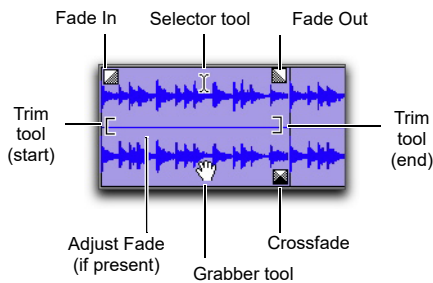 Fade In
Selector tool
Fade Out
Trim
tool
(start)
Trim
tool
(end)
Adjust Fade
(if present)
Grabber tool
Crossfade